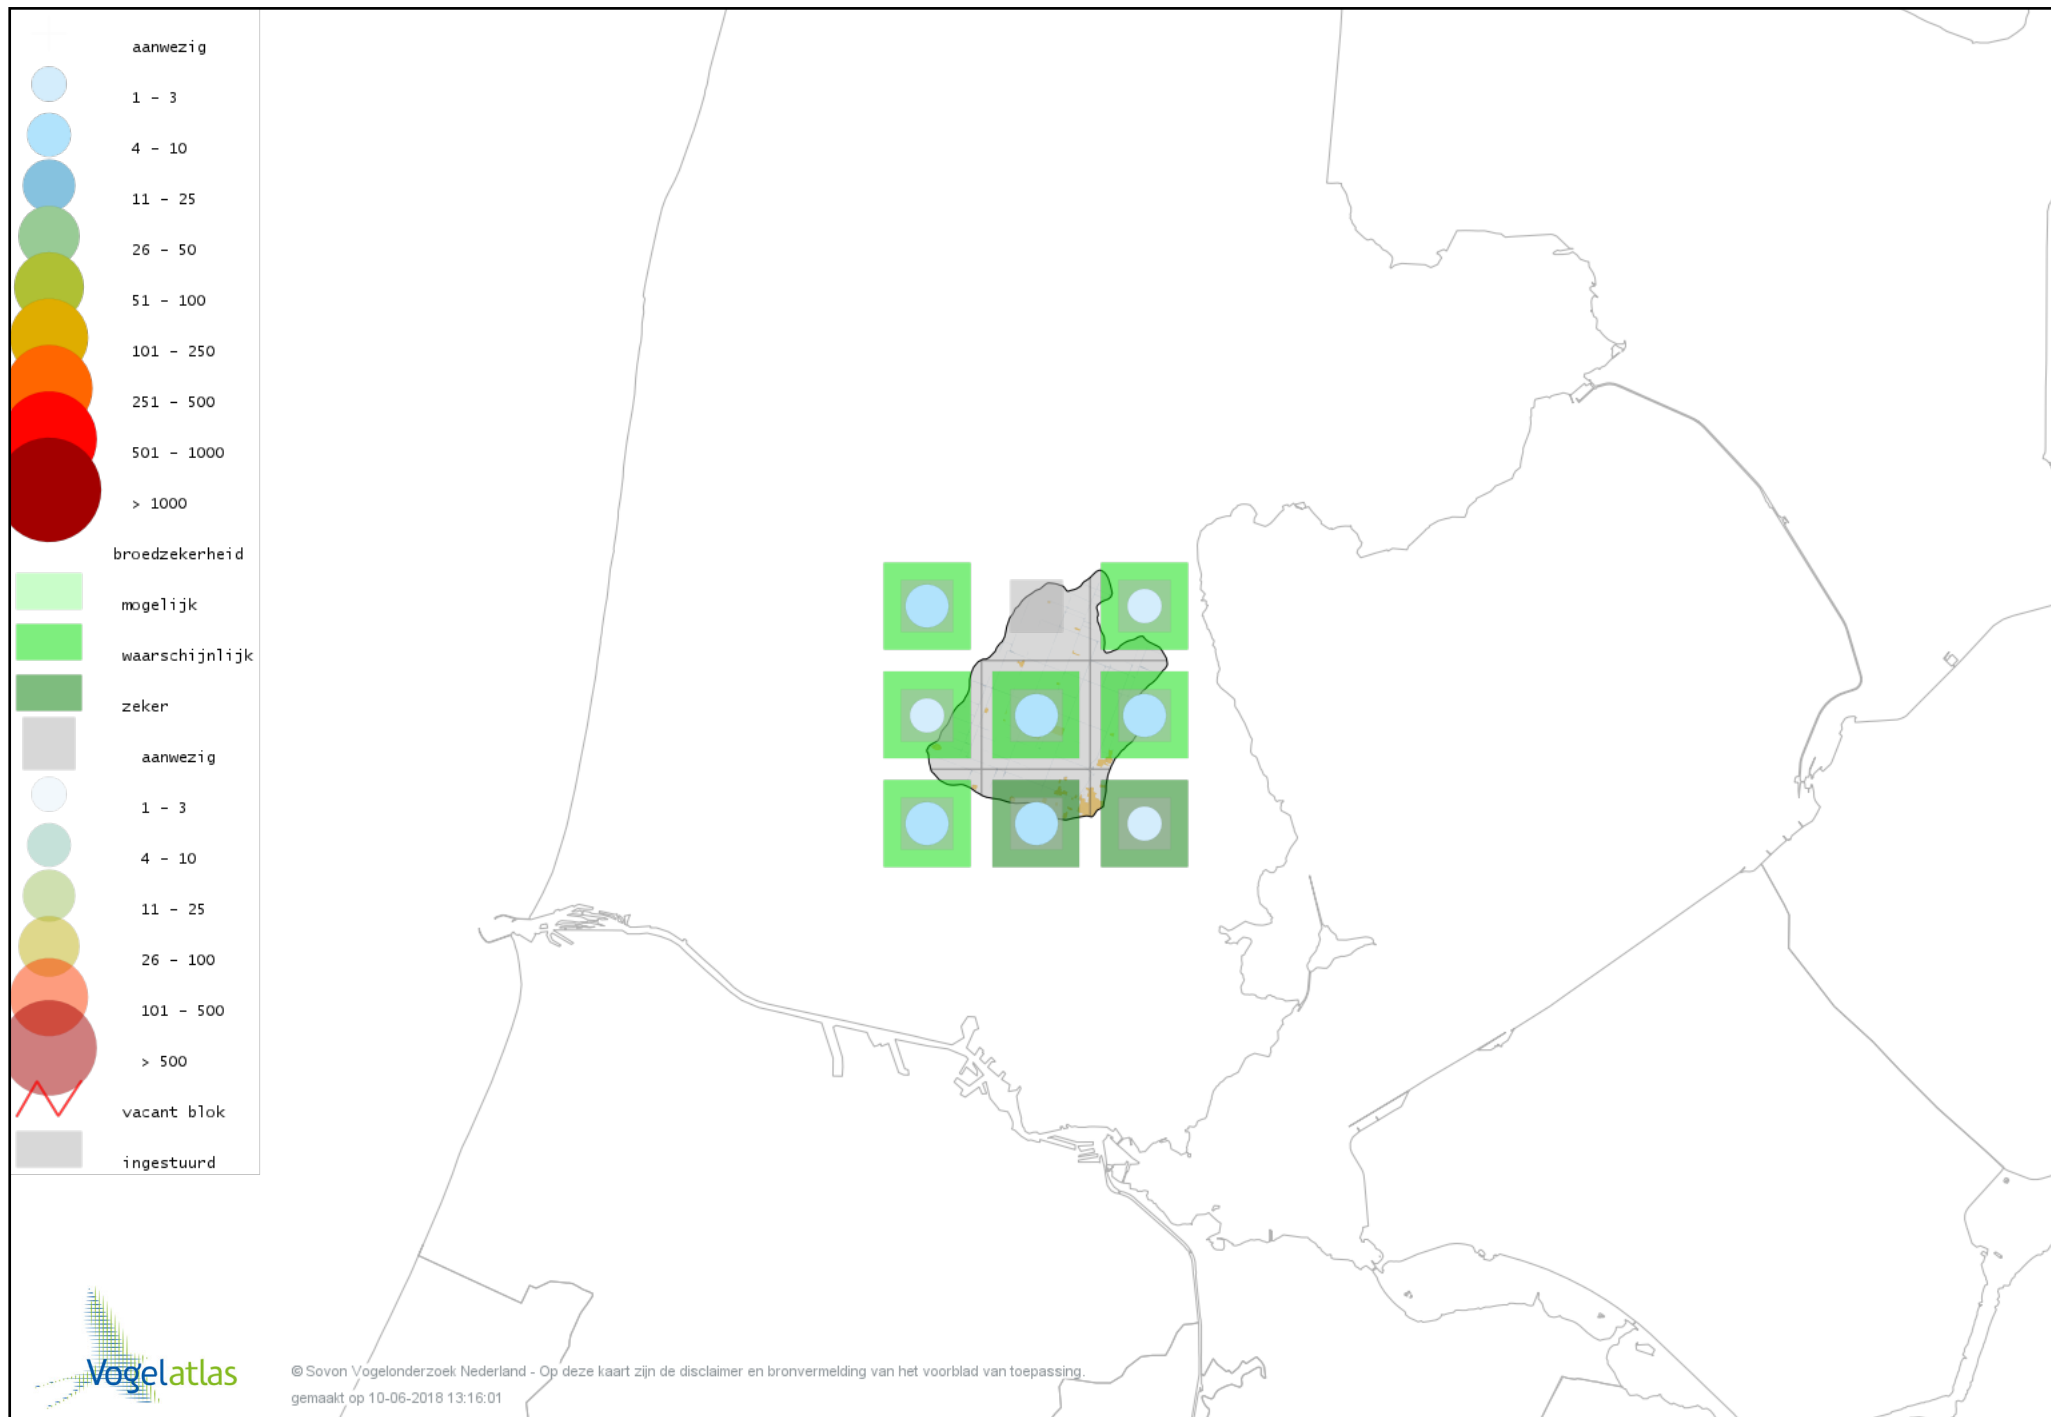 aanwezig
1 - 3
4 - 10
11 - 25
26 - 50
51 - 100
101 - 250
251 - 500
501 - 1000
> 1000
broedzekerheid
mogelijk
waarschijnlijk
zeker
aanwezig
1 - 3
4 - 10
11 - 25
26 - 100
101 - 500
> 500
vacant blok
ingestuurd
Vogelatlas
© Sovon Vogelonderzoek Nederland - Op deze kaart zijn de disclaimer en bronvermelding van het voorblad van toepassing.
gemaakt op 10-06-2018 13:16:01